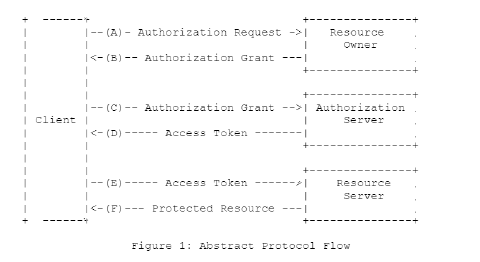 +--------+                               +---------------+
|        |--(A)- Authorization Request ->|   Resource    |
|        |                               |     Owner     |
|        |<-(B)-- Authorization Grant ---|               |
|        |                               +---------------+
|        |
|        |                               +---------------+
|        |--(C)-- Authorization Grant -->| Authorization |
| Client |                               |     Server    |
|        |<-(D)----- Access Token -------|               |
|        |                               +---------------+
|        |
|        |                               +---------------+
|        |--(E)----- Access Token ------>|    Resource   |
|        |                               |     Server    |
|        |<-(F)--- Protected Resource ---|               |
+--------+                               +---------------+
Figure 1: Abstract Protocol Flow